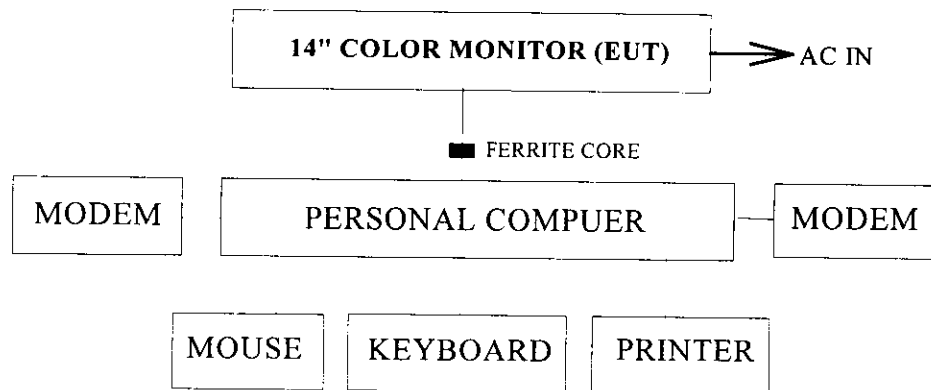 14" COLOR MONITOR (EUT)
AC IN
FERRITE CORE
MODEM
PERSONAL COMPUER
MODEM
MOUSE
KEYBOARD
PRINTER